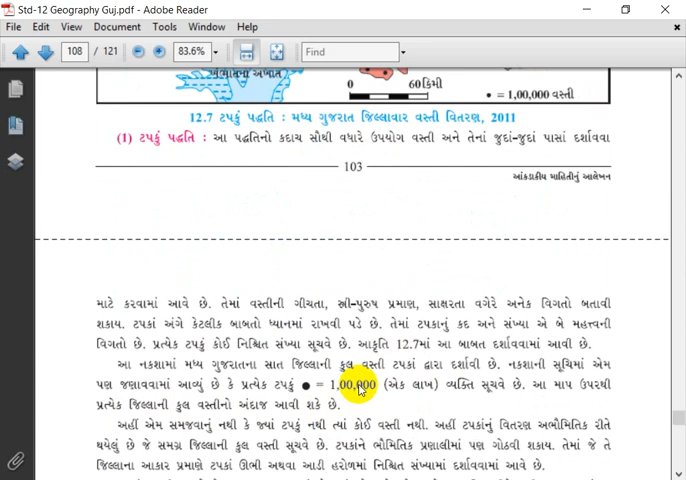 Std-12 Geography Guj.pdf - Adobe Reader
File Edit View Document Tools Window Help
108 / 121 83.6% Find
ખંભાતનો અખાત
0 60 કિમી
● = 1,00,000 વસ્તી
12.7 ટપકું પદ્ધતિ : મધ્ય ગુજરાત જિલ્લાવાર વસ્તી વિતરણ, 2011
(1) ટપકું પદ્ધતિ : આ પદ્ધતિનો કદાચ સૌથી વધારે ઉપયોગ વસ્તી અને તેનાં જુદાં-જુદાં પાસાં દર્શાવવા
103
આંકડાકીય માહિતીનું આલેખન
માટે કરવામાં આવે છે. તેમાં વસ્તીની ગીચતા, સ્ત્રી-પુરુષ પ્રમાણ, સાક્ષરતા વગેરે અનેક વિગતો બતાવી
શકાય. ટપકાં અંગે કેટલીક બાબતો ધ્યાનમાં રાખવી પડે છે. તેમાં ટપકાનું કદ અને સંખ્યા એ બે મહત્ત્વની
વિગતો છે. પ્રત્યેક ટપકું કોઈ નિશ્ચિત સંખ્યા સૂચવે છે. આકૃતિ 12.7માં આ બાબત દર્શાવવામાં આવી છે.
આ નકશામાં મધ્ય ગુજરાતના સાત જિલ્લાની કુલ વસ્તી ટપકાં દ્વારા દર્શાવી છે. નકશાની સૂચિમાં એમ
પણ જણાવવામાં આવ્યું છે કે પ્રત્યેક ટપકું ● = 1,00,000 (એક લાખ) વ્યક્તિ સૂચવે છે. આ માપ ઉપરથી
પ્રત્યેક જિલ્લાની કુલ વસ્તીનો અંદાજ આવી શકે છે.
અહીં એમ સમજવાનું નથી કે જ્યાં ટપકું નથી ત્યાં કોઈ વસ્તી નથી. અહીં ટપકાંનું વિતરણ અભૌમિતિક રીતે
થયેલું છે જે સમગ્ર જિલ્લાની કુલ વસ્તી સૂચવે છે. ટપકાંને ભૌમિતિક પ્રણાલીમાં પણ ગોઠવી શકાય. તેમાં જે તે
જિલ્લાના આકાર પ્રમાણે ટપકાં ઊભી અથવા આડી હરોળમાં નિશ્ચિત સંખ્યામાં દર્શાવવામાં આવે છે.